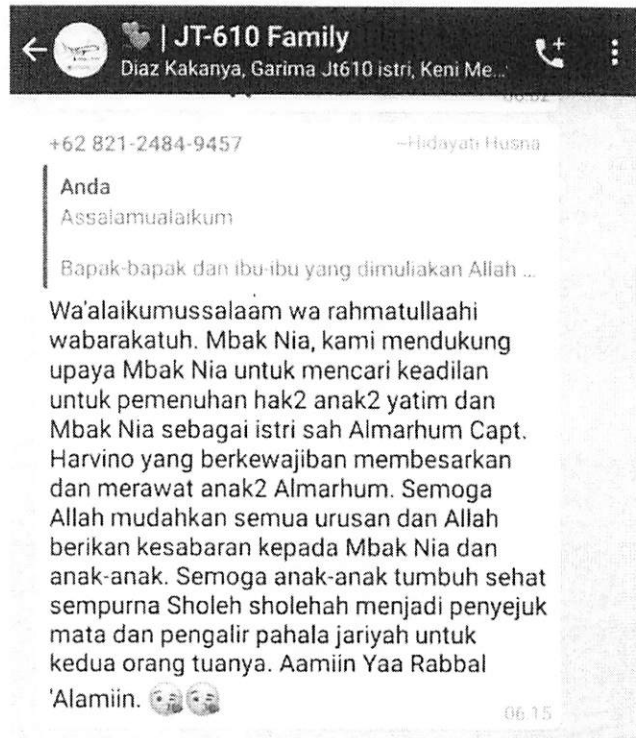 | JT-610 Family
Diaz Kakanya, Garima Jt610 istri, Keni Me...
+62 821-2484-9457 ~Hidayati Husna
Anda
Assalamualaikum
Bapak-bapak dan ibu-ibu yang dimuliakan Allah ...
Wa'alaikumussalaam wa rahmatullaahi
wabarakatuh. Mbak Nia, kami mendukung
upaya Mbak Nia untuk mencari keadilan
untuk pemenuhan hak2 anak2 yatim dan
Mbak Nia sebagai istri sah Almarhum Capt.
Harvino yang berkewajiban membesarkan
dan merawat anak2 Almarhum. Semoga
Allah mudahkan semua urusan dan Allah
berikan kesabaran kepada Mbak Nia dan
anak-anak. Semoga anak-anak tumbuh sehat
sempurna Sholeh sholehah menjadi penyejuk
mata dan pengalir pahala jariyah untuk
kedua orang tuanya. Aamiin Yaa Rabbal
'Alamiin.
06.15